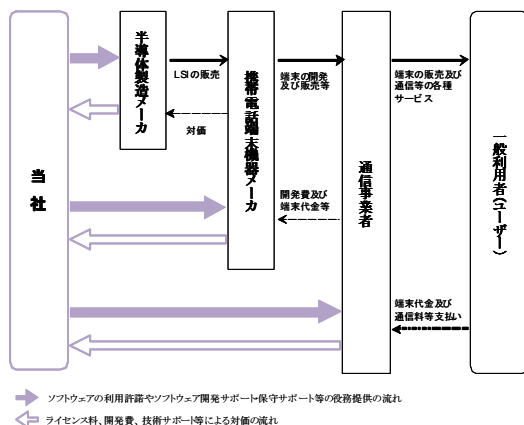 当社
半導体製造メーカ
LSIの販売
対価
携帯電話端末機器メーカ
端末の開発
及び販売等
開発費及び
端末代金等
通信事業者
端末の販売及び
通信等の各種
サービス
端末代金及び
通信料等支払い
一般利用者(ユーザー)
ソフトウェアの利用許諾やソフトウェア開発サポート・保守サポート等の役務提供の流れ
ライセンス料、開発費、技術サポート等による対価の流れ